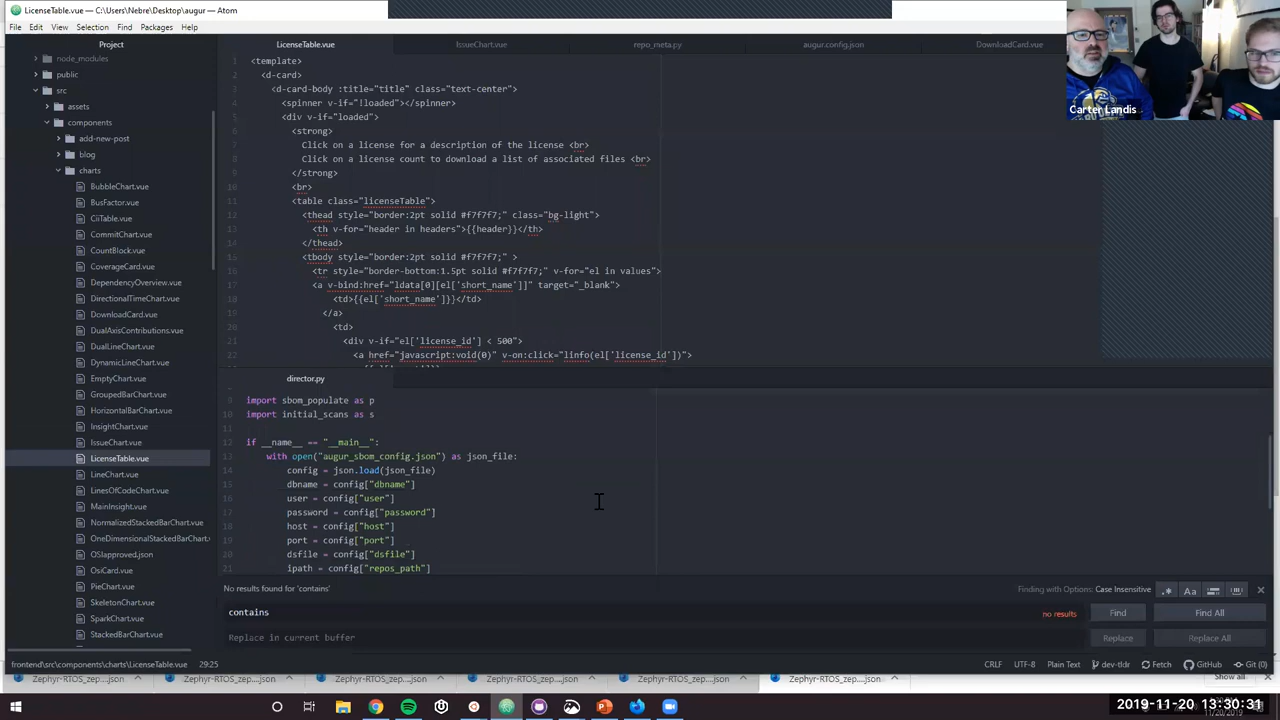 LicenseTable.vue — C:\Users\Nebre\Desktop\augur — Atom
File Edit View Selection Find Packages Help
Project
node_modules
public
src
assets
components
add-new-post
blog
charts
BubbleChart.vue
BusFactor.vue
CiiTable.vue
CommitChart.vue
CountBlock.vue
CoverageCard.vue
DependencyOverview.vue
DirectionalTimeChart.vue
DownloadCard.vue
DualAxisContributions.vue
DualLineChart.vue
DynamicLineChart.vue
EmptyChart.vue
GroupedBarChart.vue
HorizontalBarChart.vue
InsightChart.vue
IssueChart.vue
LicenseTable.vue
LineChart.vue
LinesOfCodeChart.vue
MainInsight.vue
NormalizedStackedBarChart.vue
OneDimensionalStackedBarChart.vue
OSIapproved.json
OsiCard.vue
PieChart.vue
SkeletonChart.vue
SparkChart.vue
StackedBarChart.vue
LicenseTable.vue IssueChart.vue repo_meta.py augur.config.json DownloadCard.vue
1 <template>
2 <d-card>
3 <d-card-body :title="title" class="text-center">
4 <spinner v-if="!loaded"></spinner>
5 <div v-if="loaded">
6 <strong>
7 Click on a license for a description of the license <br>
8 Click on a license count to download a list of associated files <br>
9 </strong>
10 <br>
11 <table class="licenseTable">
12 <thead style="border:2pt solid #f7f7f7;" class="bg-light">
13 <th v-for="header in headers">{{header}}</th>
14 </thead>
15 <tbody style="border:2pt solid #f7f7f7;" >
16 <tr style="border-bottom:1.5pt solid #f7f7f7;" v-for="el in values">
17 <a v-bind:href="ldata[0][el['short_name']]" target="_blank">
18 <td>{{el['short_name']}}</td>
19 </a>
20 <td>
21 <div v-if="el['license_id'] < 500">
22 <a href="javascript:void(0)" v-on:click="linfo(el['license_id'])">
director.py
9 import sbom_populate as p
10 import initial_scans as s
11
12 if __name__ == "__main__":
13 with open("augur_sbom_config.json") as json_file:
14 config = json.load(json_file)
15 dbname = config["dbname"]
16 user = config["user"]
17 password = config["password"]
18 host = config["host"]
19 port = config["port"]
20 dsfile = config["dsfile"]
21 ipath = config["repos_path"]
No results found for 'contains' Finding with Options: Case Insensitive .* Aa
contains no results Find Find All
Replace in current buffer Replace Replace All
frontend\src\components\charts\LicenseTable.vue 29:25 CRLF UTF-8 Plain Text dev-tldr Fetch GitHub Git (0)
Zephyr-RTOS_zep....json Zephyr-RTOS_zep....json Zephyr-RTOS_zep....json Zephyr-RTOS_zep....json Zephyr-RTOS_zep....json Zephyr-RTOS_zep....json Show all
Carter Landis
2019-11-20 13:30:31